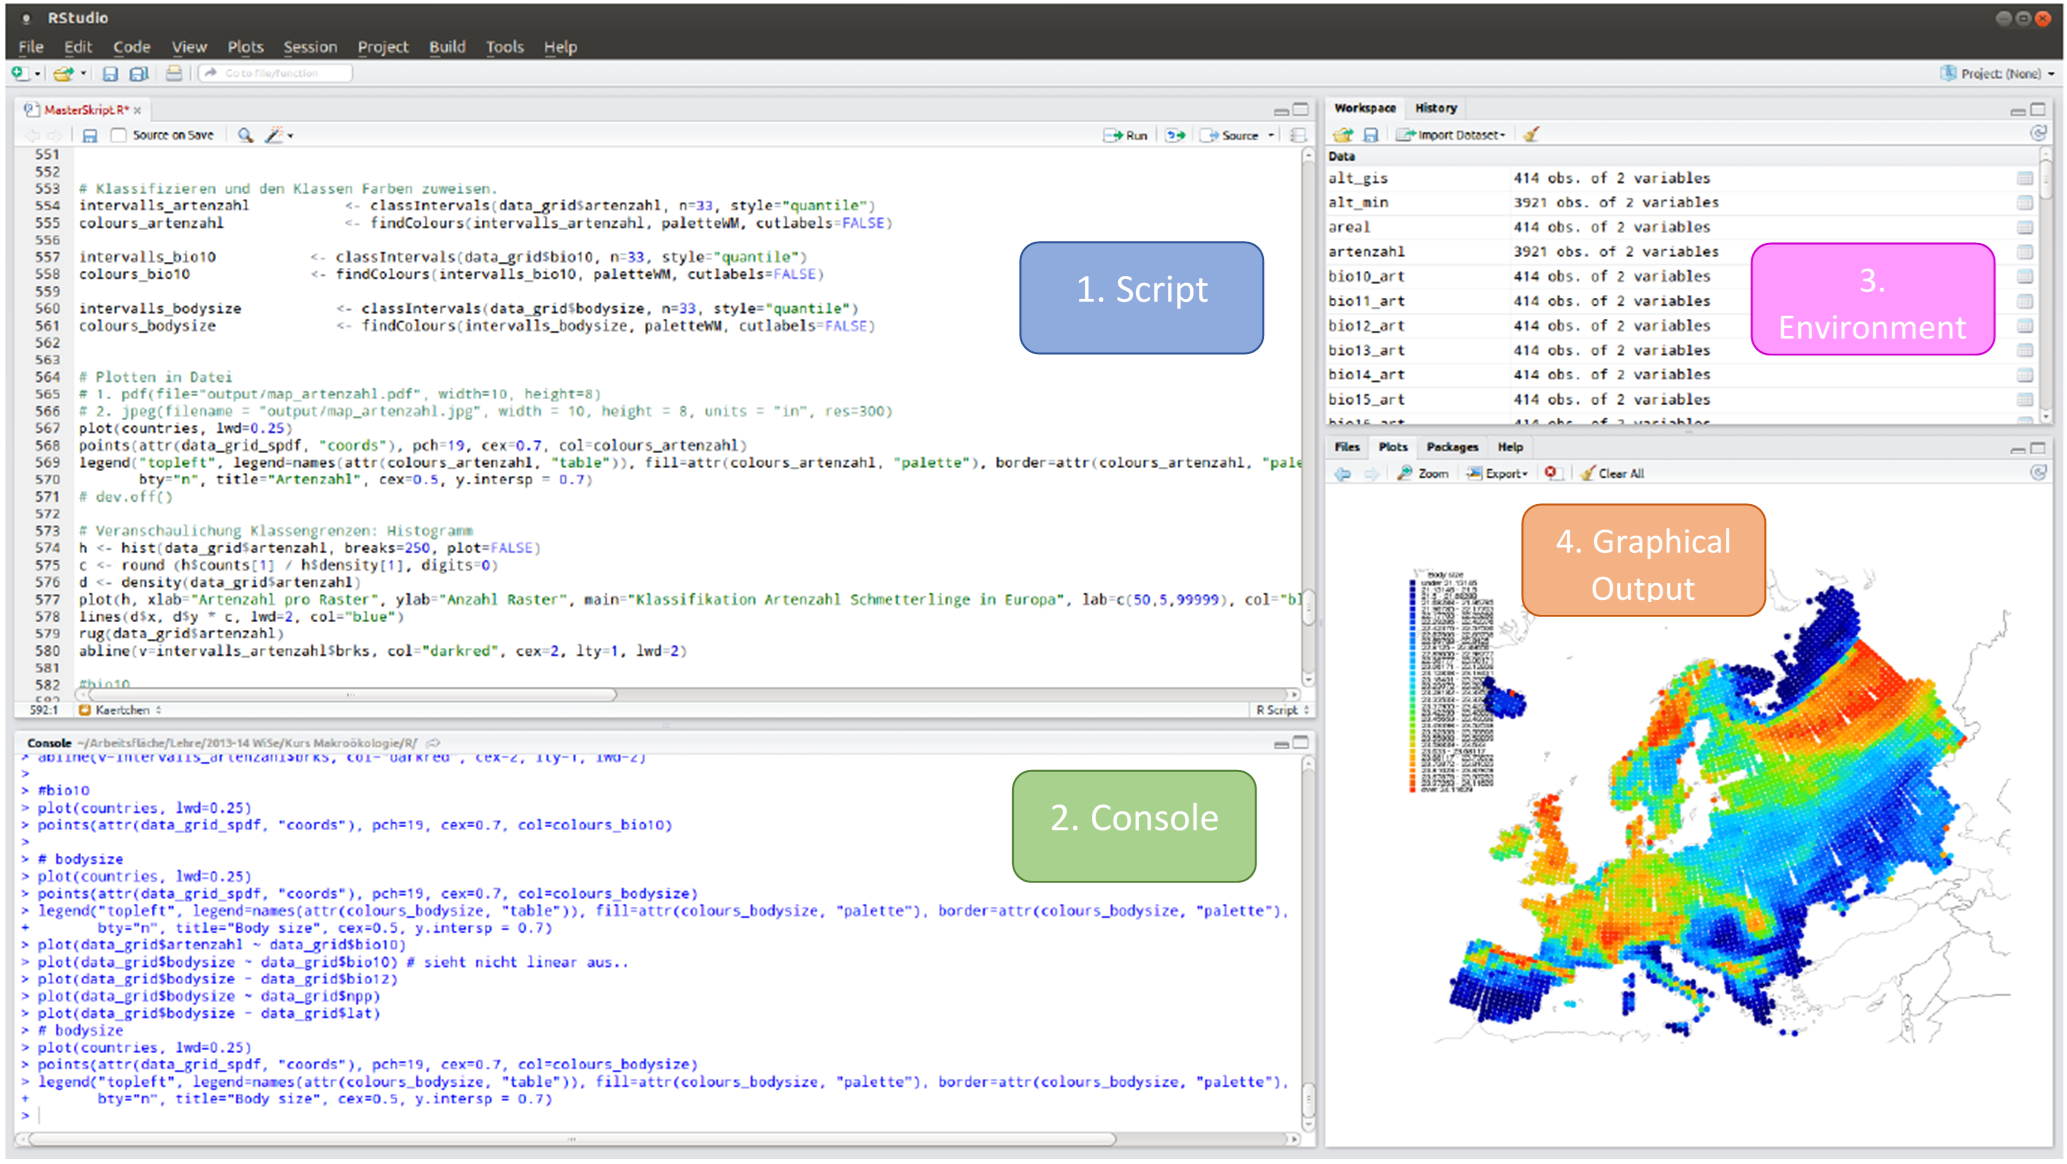 RStudio
File Edit Code View Plots Session Project Build Tools Help
Go to file/function
Project: (None)
MasterSkript.R*
Source on Save
Run
Source
551
552
553 # Klassifizieren und den Klassen Farben zuweisen.
554 intervalls_artenzahl <- classIntervals(data_grid$artenzahl, n=33, style="quantile")
555 colours_artenzahl <- findColours(intervalls_artenzahl, paletteWM, cutlabels=FALSE)
556
557 intervalls_bio10 <- classIntervals(data_grid$bio10, n=33, style="quantile")
558 colours_bio10 <- findColours(intervalls_bio10, paletteWM, cutlabels=FALSE)
559
560 intervalls_bodysize <- classIntervals(data_grid$bodysize, n=33, style="quantile")
561 colours_bodysize <- findColours(intervalls_bodysize, paletteWM, cutlabels=FALSE)
562
563
564 # Plotten in Datei
565 # 1. pdf(file="output/map_artenzahl.pdf", width=10, height=8)
566 # 2. jpeg(filename = "output/map_artenzahl.jpg", width = 10, height = 8, units = "in", res=300)
567 plot(countries, lwd=0.25)
568 points(attr(data_grid_spdf, "coords"), pch=19, cex=0.7, col=colours_artenzahl)
569 legend("topleft", legend=names(attr(colours_artenzahl, "table")), fill=attr(colours_artenzahl, "palette"), border=attr(colours_artenzahl, "pale
570 bty="n", title="Artenzahl", cex=0.5, y.intersp = 0.7)
571 # dev.off()
572
573 # Veranschaulichung Klassengrenzen: Histogramm
574 h <- hist(data_grid$artenzahl, breaks=250, plot=FALSE)
575 c <- round (h$counts[1] / h$density[1], digits=0)
576 d <- density(data_grid$artenzahl)
577 plot(h, xlab="Artenzahl pro Raster", ylab="Anzahl Raster", main="Klassifikation Artenzahl Schmetterlinge in Europa", lab=c(50,5,99999), col="bl
578 lines(d$x, d$y * c, lwd=2, col="blue")
579 rug(data_grid$artenzahl)
580 abline(v=intervalls_artenzahl$brks, col="darkred", cex=2, lty=1, lwd=2)
581
582 #bio10
592:1 Kaertchen
R Script
1. Script
Console ~/Arbeitsfläche/Lehre/2013-14 WiSe/Kurs Makroökologie/R/
> abline(v=intervalls_artenzahl$brks, col="darkred", cex=2, lty=1, lwd=2)
>
> #bio10
> plot(countries, lwd=0.25)
> points(attr(data_grid_spdf, "coords"), pch=19, cex=0.7, col=colours_bio10)
>
> # bodysize
> plot(countries, lwd=0.25)
> points(attr(data_grid_spdf, "coords"), pch=19, cex=0.7, col=colours_bodysize)
> legend("topleft", legend=names(attr(colours_bodysize, "table")), fill=attr(colours_bodysize, "palette"), border=attr(colours_bodysize, "palette"),
+ bty="n", title="Body size", cex=0.5, y.intersp = 0.7)
> plot(data_grid$artenzahl ~ data_grid$bio10)
> plot(data_grid$bodysize ~ data_grid$bio10) # sieht nicht linear aus..
> plot(data_grid$bodysize ~ data_grid$bio12)
> plot(data_grid$bodysize ~ data_grid$npp)
> plot(data_grid$bodysize ~ data_grid$lat)
> # bodysize
> plot(countries, lwd=0.25)
> points(attr(data_grid_spdf, "coords"), pch=19, cex=0.7, col=colours_bodysize)
> legend("topleft", legend=names(attr(colours_bodysize, "table")), fill=attr(colours_bodysize, "palette"), border=attr(colours_bodysize, "palette"),
+ bty="n", title="Body size", cex=0.5, y.intersp = 0.7)
>
2. Console
Workspace History
Import Dataset
Data
alt_gis 414 obs. of 2 variables
alt_min 3921 obs. of 2 variables
areal 414 obs. of 2 variables
artenzahl 3921 obs. of 2 variables
bio10_art 414 obs. of 2 variables
bio11_art 414 obs. of 2 variables
bio12_art 414 obs. of 2 variables
bio13_art 414 obs. of 2 variables
bio14_art 414 obs. of 2 variables
bio15_art 414 obs. of 2 variables
bio16_art 414 obs. of 2 variables
3.
Environment
Files Plots Packages Help
Zoom Export Clear All
4. Graphical
Output
Body size